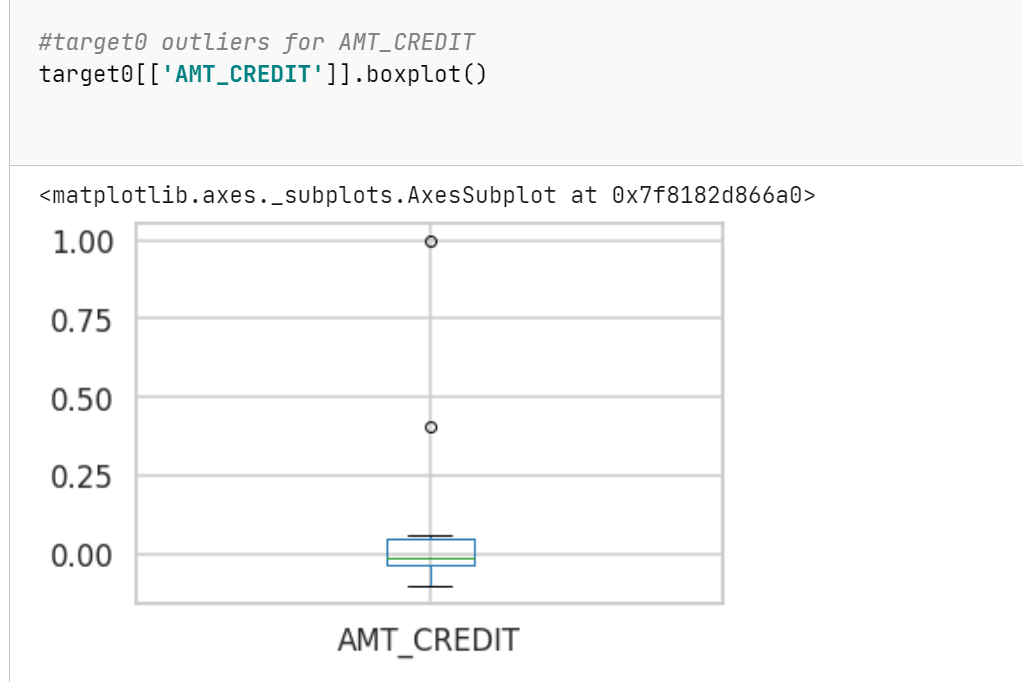 #target0 outliers for AMT_CREDIT
target0[['AMT_CREDIT']].boxplot()
<matplotlib.axes._subplots.AxesSubplot at 0x7f8182d866a0>
1.00
0.75
0.50
0.25
0.00
AMT_CREDIT